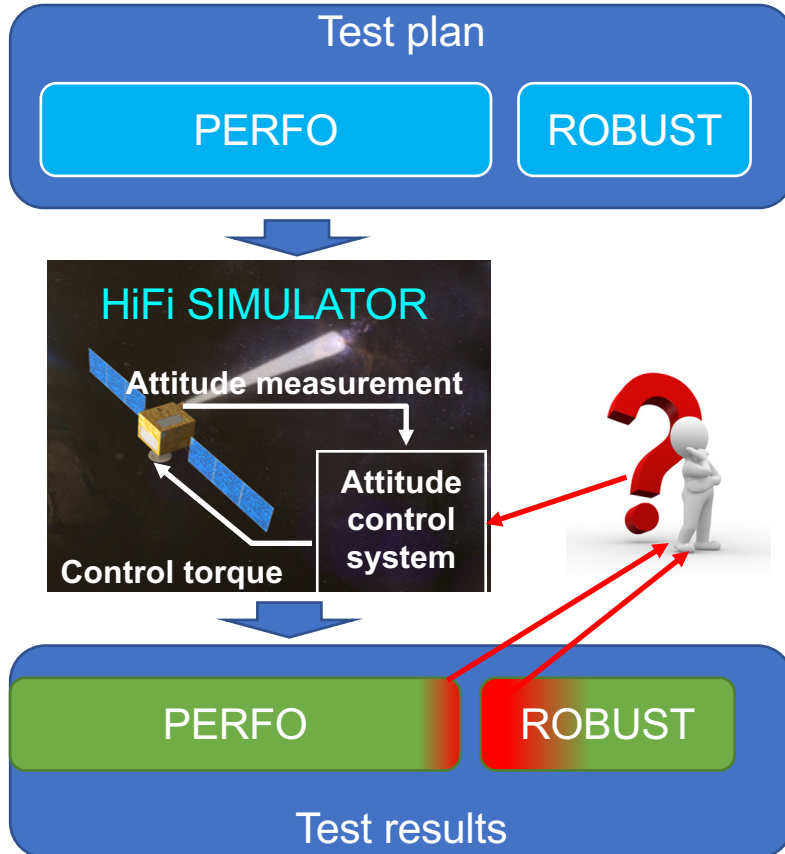 Test plan
PERFO
ROBUST
HiFi SIMULATOR
Attitude measurement
Attitude
control
system
Control torque
PERFO
ROBUST
Test results